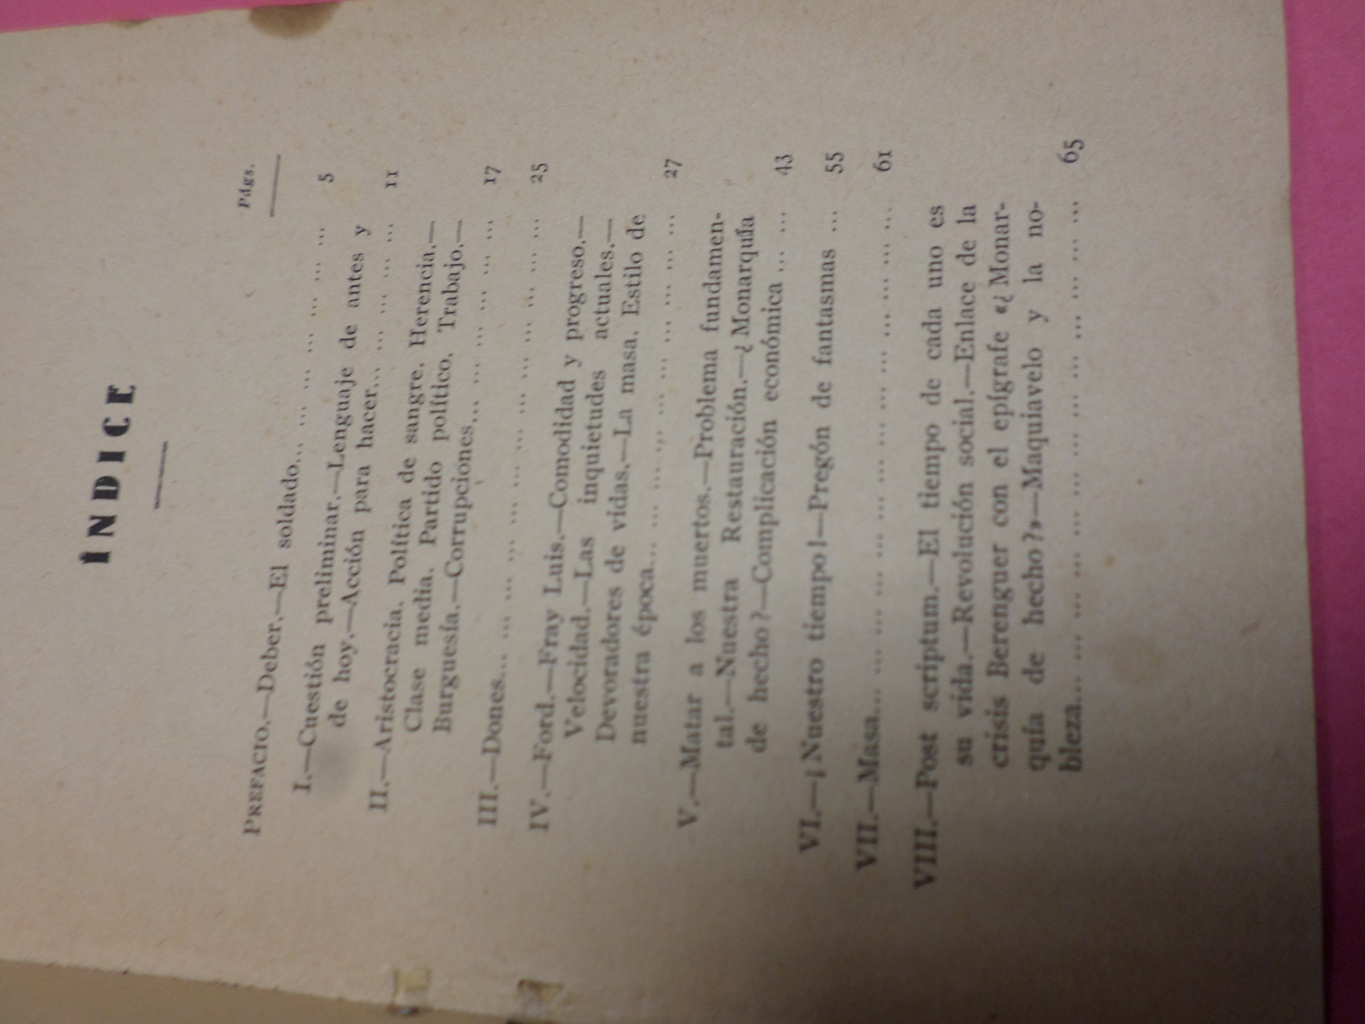 ÍNDICE
Págs.
PREFACIO.—Deber.—El soldado... ... ... ... ... ... ... 5
I.—Cuestión preliminar.—Lenguaje de antes y
de hoy.—Acción para hacer... ... ... ... ... 11
II.—Aristocracia. Política de sangre. Herencia.—
Clase media. Partido político. Trabajo.—
Burguesía.—Corrupciones... ... ... ... ... ... 17
III.—Dones... ... ... ... ... ... ... ... ... ... ... ... 25
IV.—Ford.—Fray Luis.—Comodidad y progreso.—
Velocidad.—Las inquietudes actuales.—
Devoradores de vidas.—La masa. Estilo de
nuestra época... ... ... ... ... ... ... ... ... 27
V.—Matar a los muertos.—Problema fundamen-
tal.—Nuestra Restauración.—¿Monarquía
de hecho?—Complicación económica ... ... 43
VI.—¡Nuestro tiempo!—Pregón de fantasmas ... 55
VII.—Masa... ... ... ... ... ... ... ... ... ... ... ... 61
VIII.—Post scriptum.—El tiempo de cada uno es
su vida.—Revolución social.—Enlace de la
crisis Berenguer con el epígrafe «¿Monar-
quía de hecho?»—Maquiavelo y la no-
bleza... ... ... ... ... ... ... ... ... ... ... ... 65